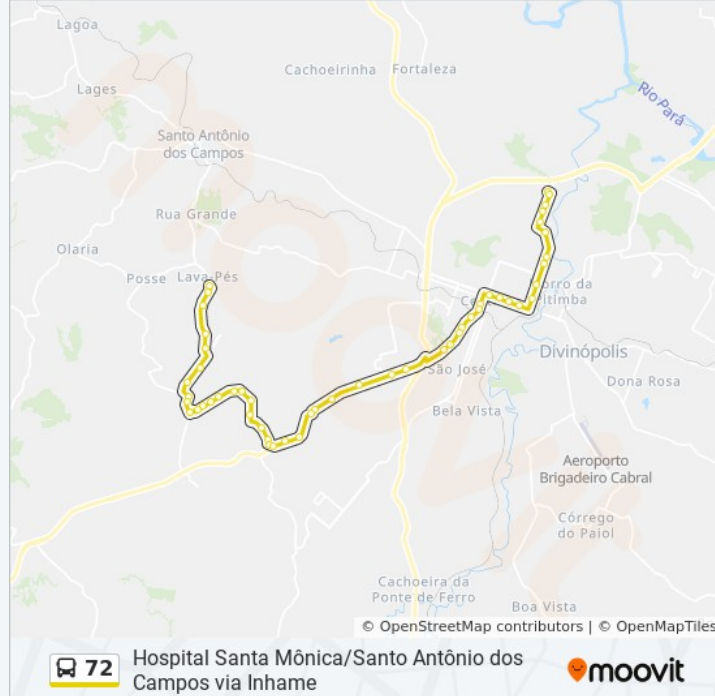 Lagoa
Cachoeirinha
Fortaleza
Lages
Rio Pará
Santo Antônio
dos Campos
Rua Grande
Olaria
Posse
Lava-Pés
Divinópolis
São José
Dona Rosa
Bela Vista
Aeroporto
Brigadeiro Cabral
Córrego
do Paiol
Cachoeira da
Ponte de Ferro
Boa Vista
© OpenStreetMap contributors | © OpenMapTiles
72
Hospital Santa Mônica/Santo Antônio dos
Campos via Inhame
moovit